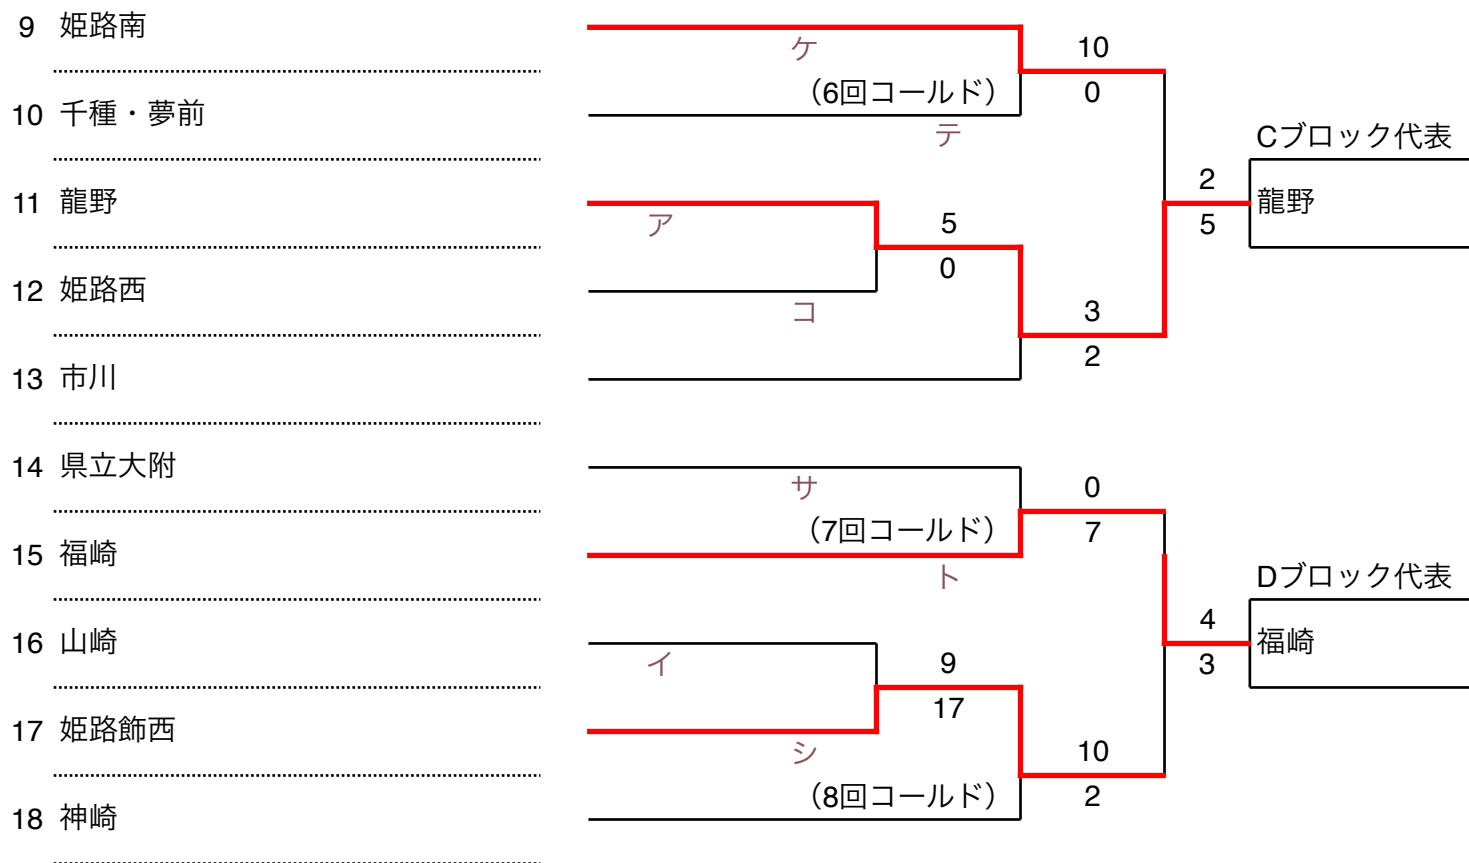 9 姫路南
ケ
10
(6回コールド)
0
10 千種・夢前
テ
Cブロック代表
2
11 龍野
龍野
ア
5
5
0
12 姫路西
コ
3
2
13 市川
14 県立大附
サ
0
(7回コールド)
7
15 福崎
ト
Dブロック代表
4
16 山崎
福崎
イ
9
3
17
17 姫路飾西
シ
10
(8回コールド)
2
18 神崎